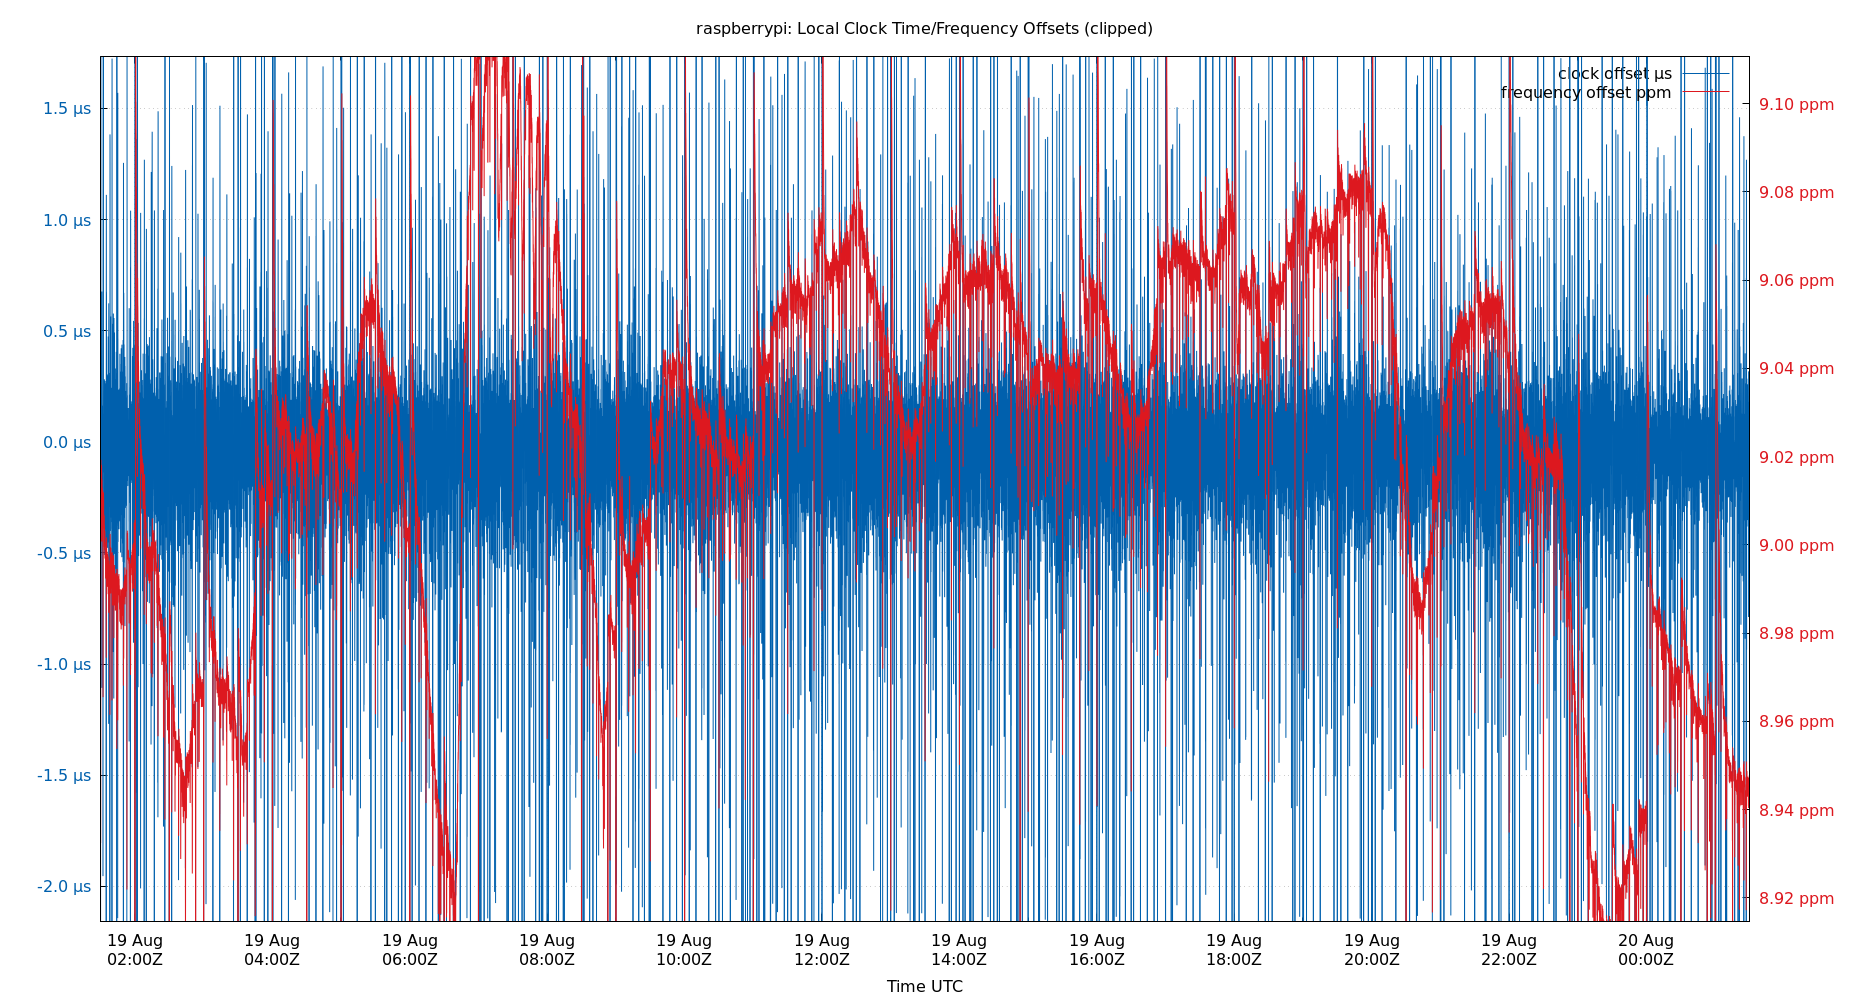 raspberrypi: Local Clock Time/Frequency Offsets (clipped)
clock offset µs
frequency offset ppm
1.5 µs
1.0 µs
0.5 µs
0.0 µs
-0.5 µs
-1.0 µs
-1.5 µs
-2.0 µs
9.10 ppm
9.08 ppm
9.06 ppm
9.04 ppm
9.02 ppm
9.00 ppm
8.98 ppm
8.96 ppm
8.94 ppm
8.92 ppm
19 Aug 19 Aug 19 Aug 19 Aug 19 Aug 19 Aug 19 Aug 19 Aug 19 Aug 19 Aug 19 Aug 20 Aug
02:00Z 04:00Z 06:00Z 08:00Z 10:00Z 12:00Z 14:00Z 16:00Z 18:00Z 20:00Z 22:00Z 00:00Z
Time UTC